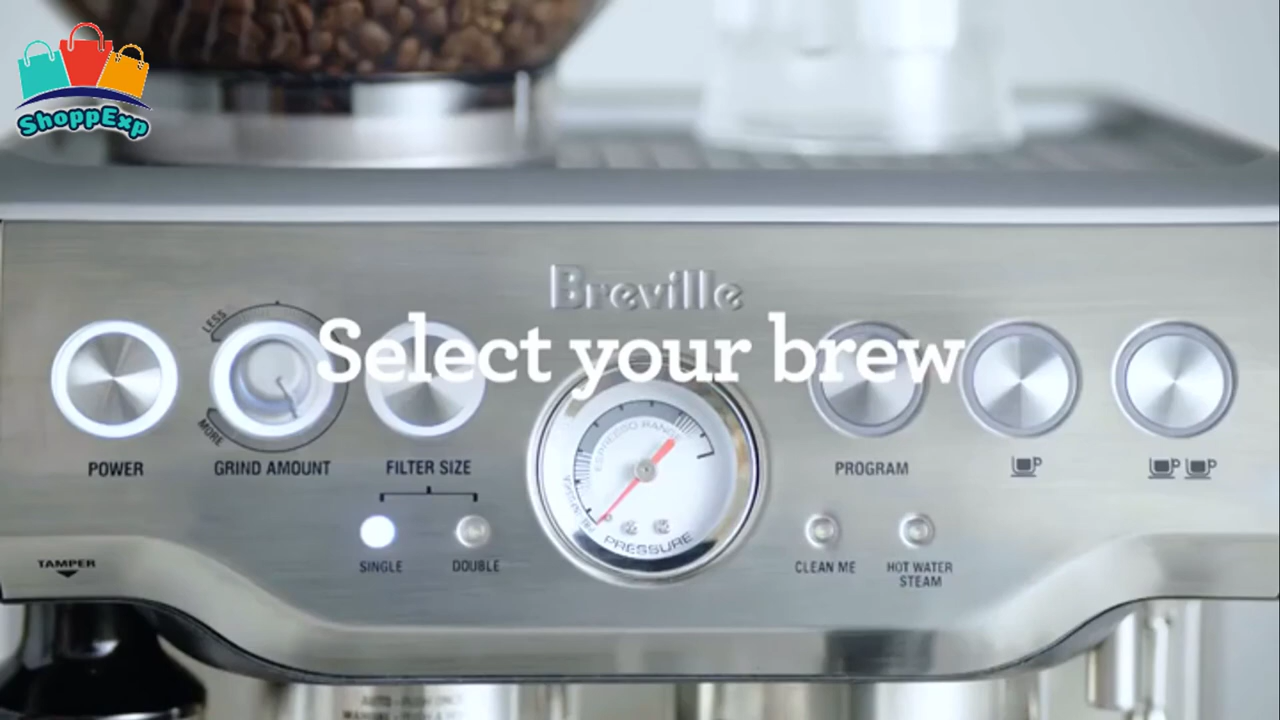 ShoppExp
Breville
Select your brew
LESS
MORE
POWER
GRIND AMOUNT
FILTER SIZE
PROGRAM
ESPRESSO RANGE
PRESSURE
SINGLE
DOUBLE
CLEAN ME
HOT WATER
STEAM
TAMPER